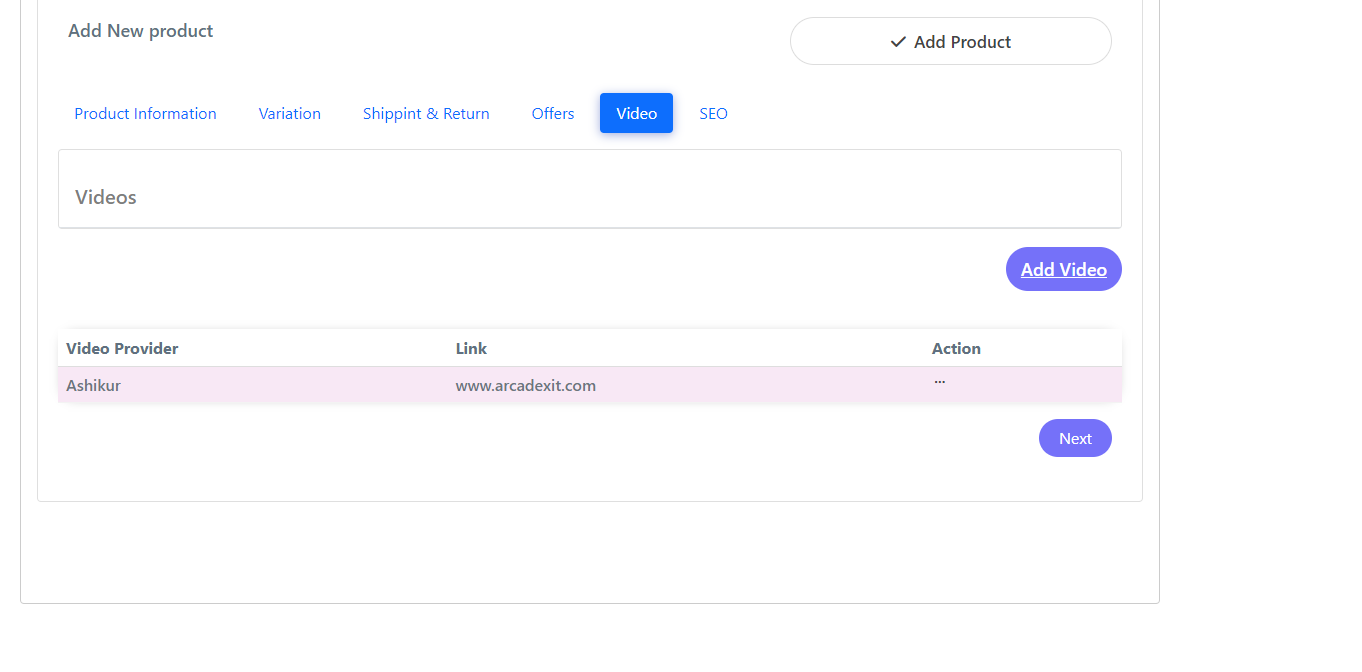 Add New product
Add Product
Product Information Variation Shippint & Return Offers Video SEO
Videos
Add Video
Video Provider Link Action
Ashikur www.arcadexit.com ...
Next